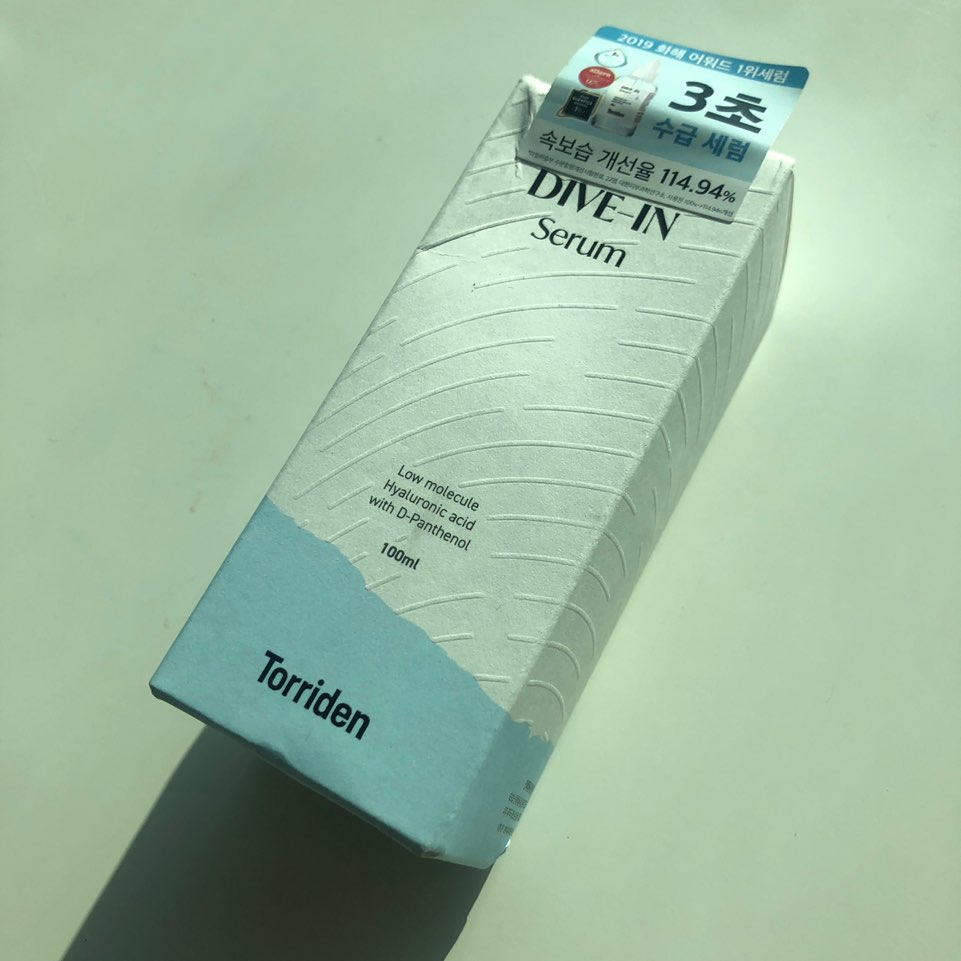 2019 화해 어워드 1위세럼
allure
3초
수급 세럼
속보습 개선율 114.94%
DIVE-IN
Serum
Low molecule
Hyaluronic acid
with D-Panthenol
100ml
Torriden